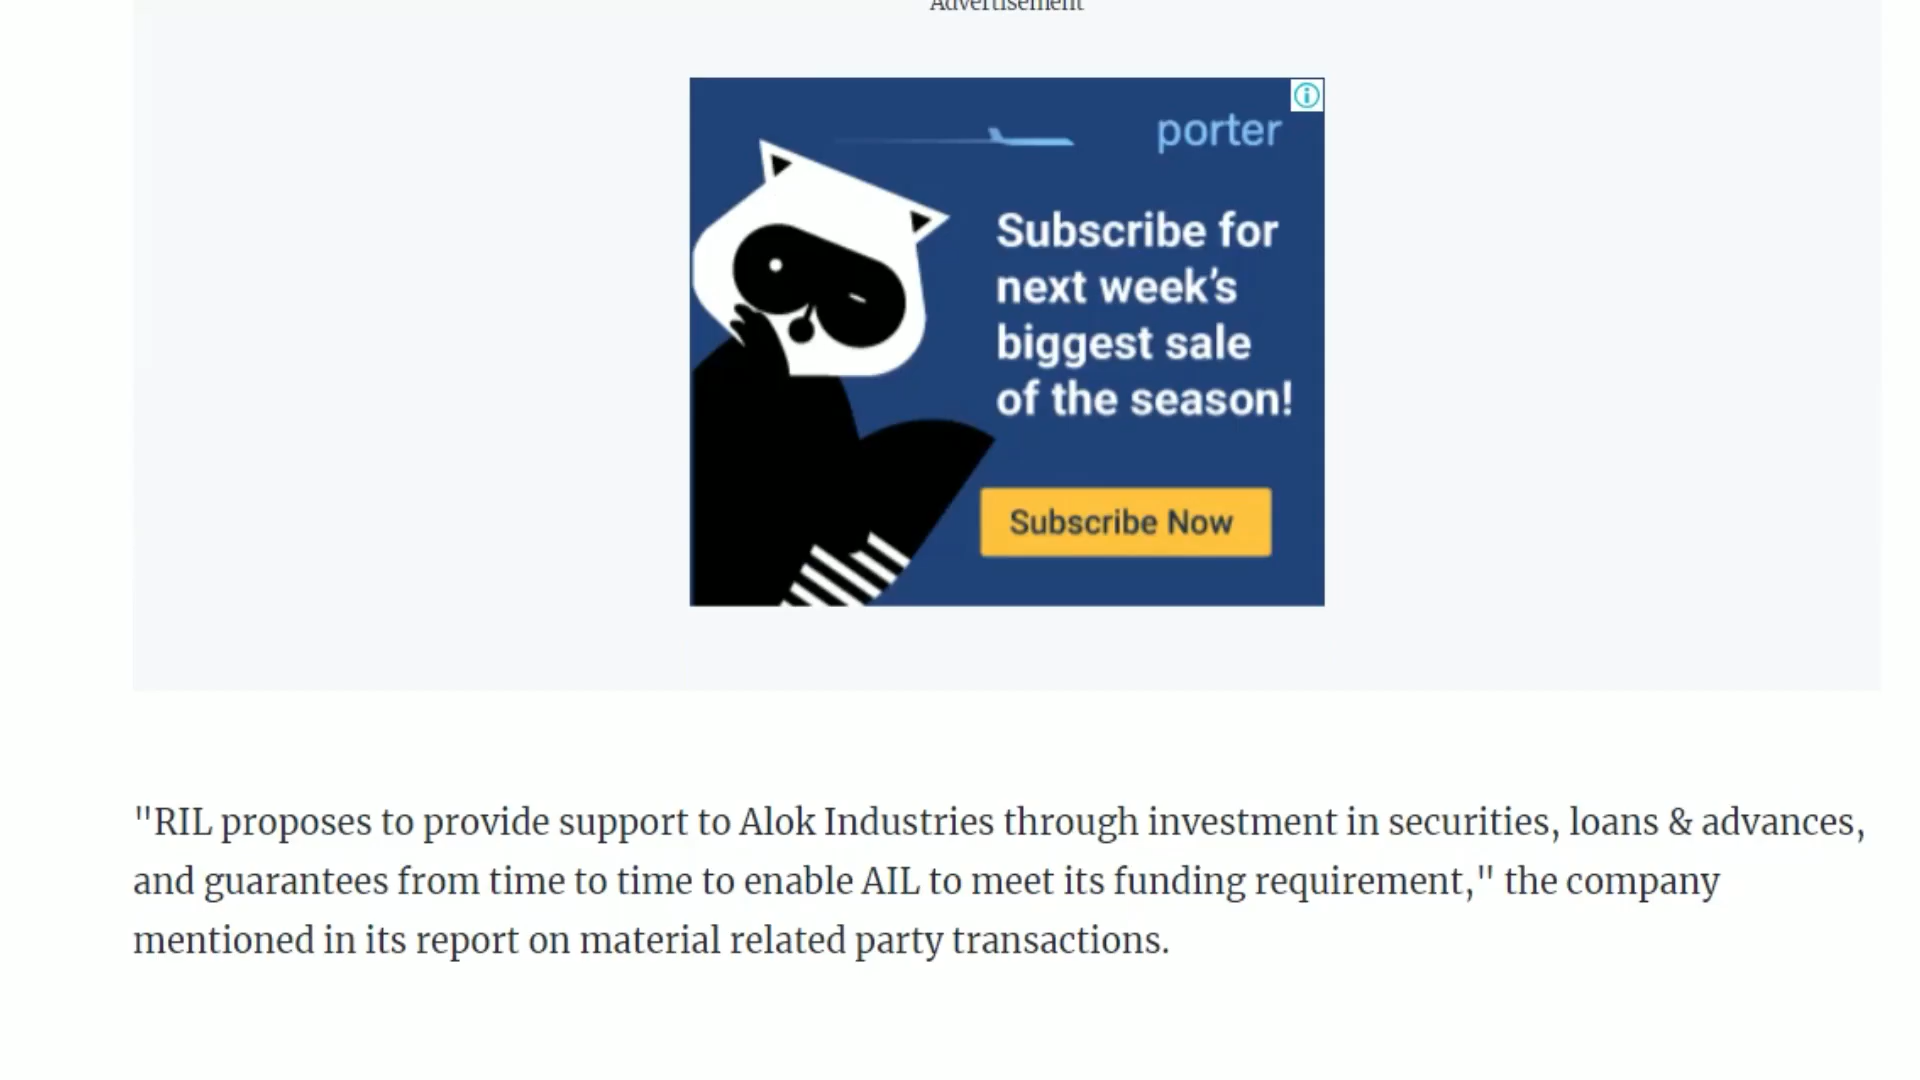 Advertisement
porter
Subscribe for
next week’s
biggest sale
of the season!
Subscribe Now
"RIL proposes to provide support to Alok Industries through investment in securities, loans & advances,
and guarantees from time to time to enable AIL to meet its funding requirement," the company
mentioned in its report on material related party transactions.